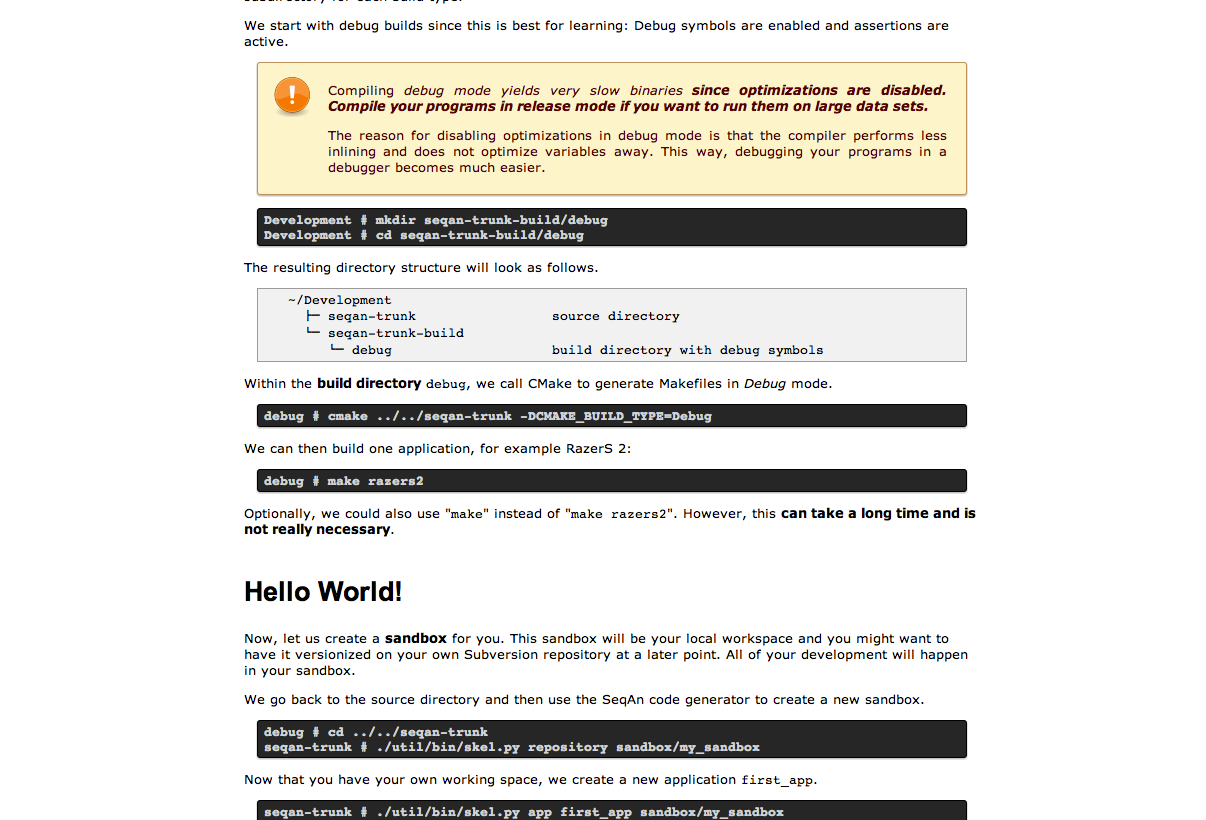 We start with debug builds since this is best for learning: Debug symbols are enabled and assertions are
active.
Compiling debug mode yields very slow binaries since optimizations are disabled.
Compile your programs in release mode if you want to run them on large data sets.
The reason for disabling optimizations in debug mode is that the compiler performs less
inlining and does not optimize variables away. This way, debugging your programs in a
debugger becomes much easier.
Development # mkdir seqan-trunk-build/debug
Development # cd seqan-trunk-build/debug
The resulting directory structure will look as follows.
~/Development
├─ seqan-trunk source directory
└─ seqan-trunk-build
└─ debug build directory with debug symbols
Within the build directory debug, we call CMake to generate Makefiles in Debug mode.
debug # cmake ../../seqan-trunk -DCMAKE_BUILD_TYPE=Debug
We can then build one application, for example RazerS 2:
debug # make razers2
Optionally, we could also use "make" instead of "make razers2". However, this can take a long time and is
not really necessary.
Hello World!
Now, let us create a sandbox for you. This sandbox will be your local workspace and you might want to
have it versionized on your own Subversion repository at a later point. All of your development will happen
in your sandbox.
We go back to the source directory and then use the SeqAn code generator to create a new sandbox.
debug # cd ../../seqan-trunk
seqan-trunk # ./util/bin/skel.py repository sandbox/my_sandbox
Now that you have your own working space, we create a new application first_app.
seqan-trunk # ./util/bin/skel.py app first_app sandbox/my_sandbox